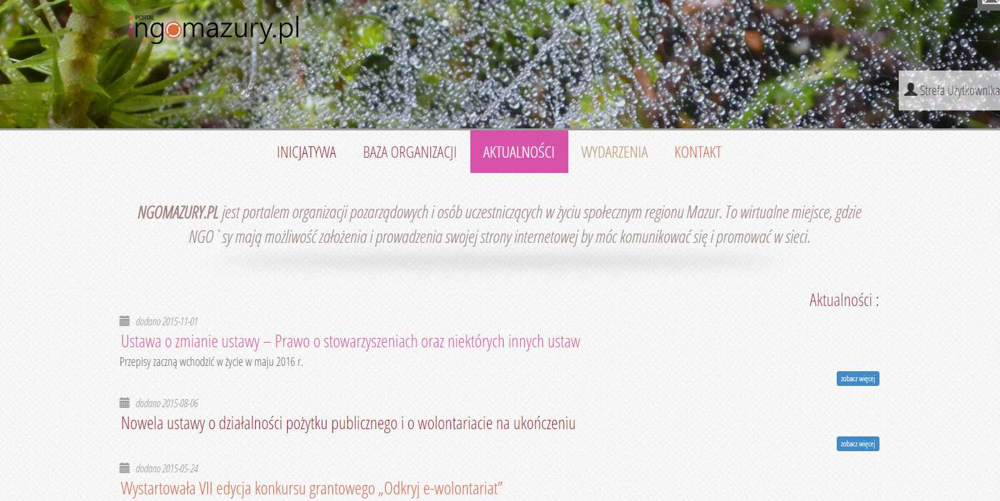 PORTAL
ngomazury.pl
Strefa Użytkownika
INICJATYWA BAZA ORGANIZACJI AKTUALNOŚCI WYDARZENIA KONTAKT
NGOMAZURY.PL jest portalem organizacji pozarządowych i osób uczestniczących w życiu społecznym regionu Mazur. To wirtualne miejsce, gdzie
NGO`sy mają możliwość założenia i prowadzenia swojej strony internetowej by móc komunikować się i promować w sieci.
Aktualności :
dodano 2015-11-01
Ustawa o zmianie ustawy – Prawo o stowarzyszeniach oraz niektórych innych ustaw
Przepisy zaczną wchodzić w życie w maju 2016 r.
zobacz więcej
dodano 2015-08-06
Nowela ustawy o działalności pożytku publicznego i o wolontariacie na ukończeniu
zobacz więcej
dodano 2015-05-24
Wystartowała VII edycja konkursu grantowego „Odkryj e-wolontariat”